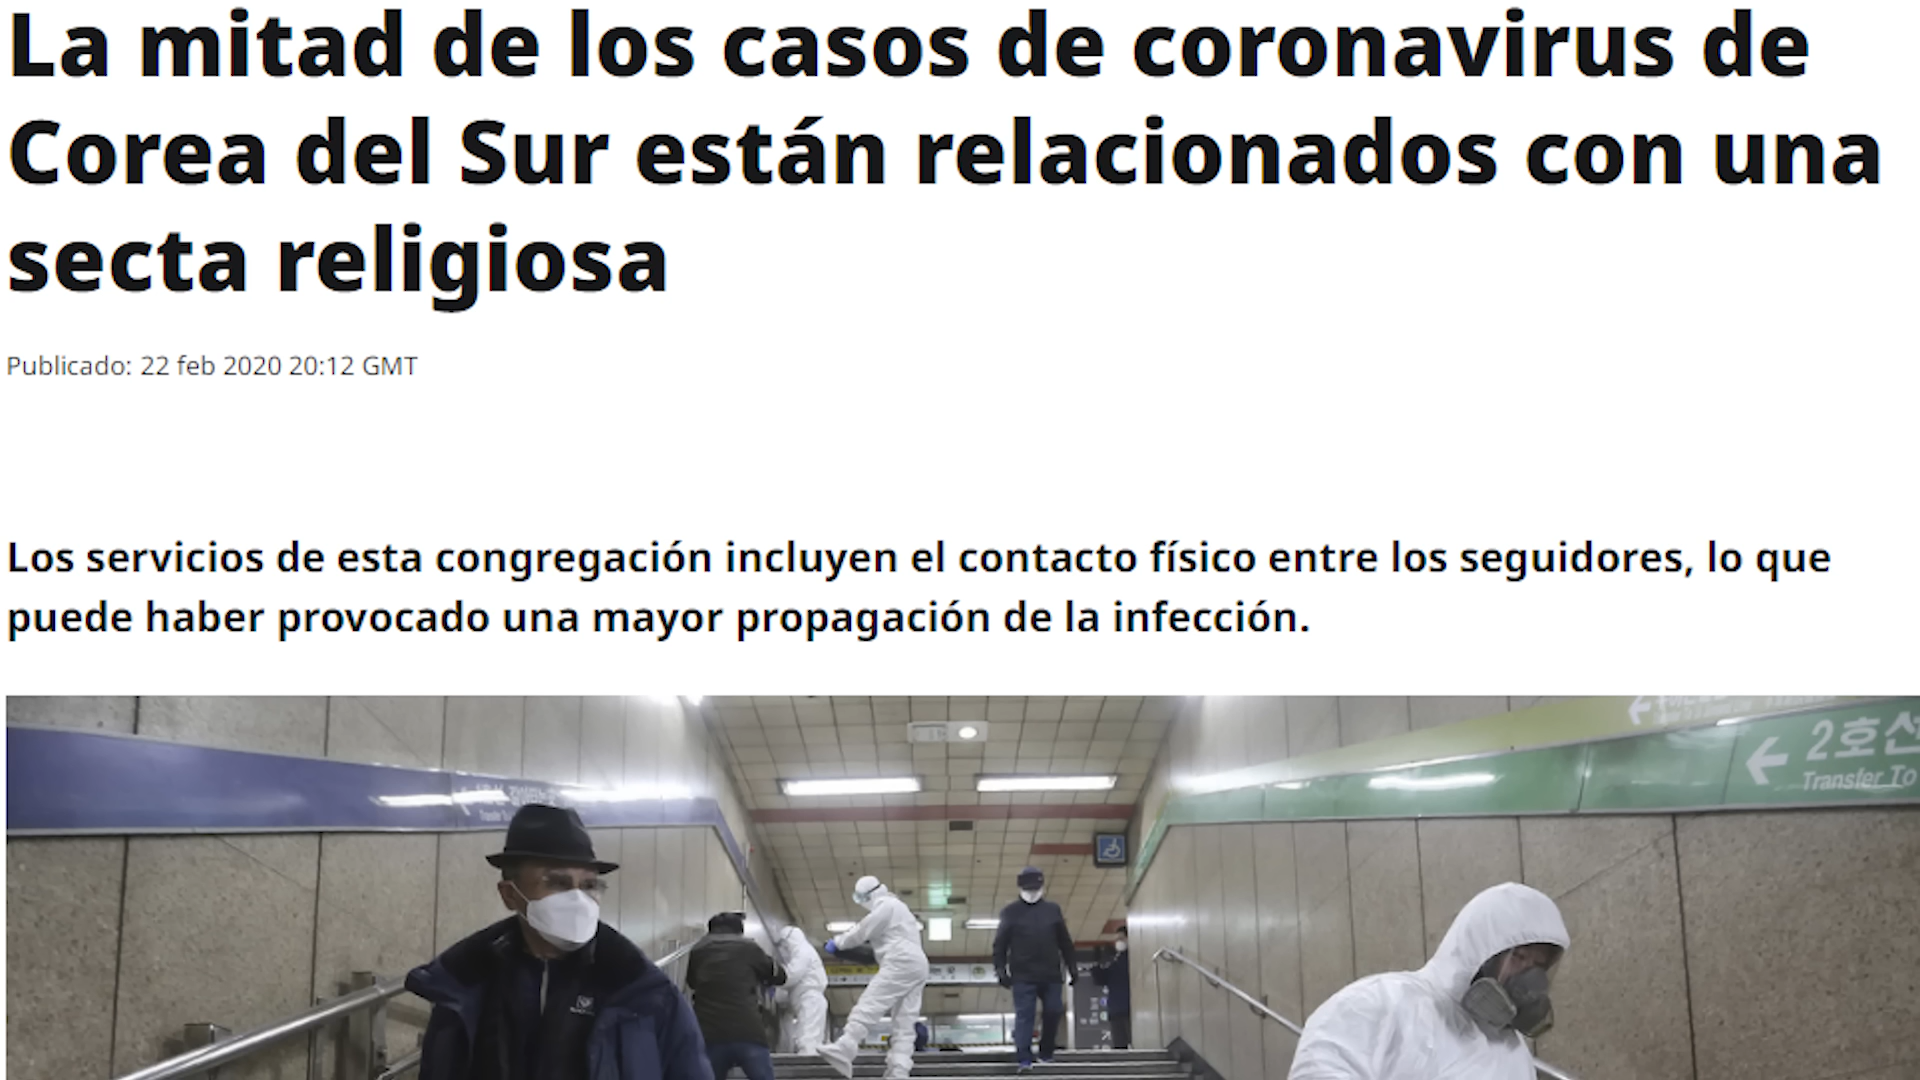 La mitad de los casos de coronavirus de
Corea del Sur están relacionados con una
secta religiosa
Publicado: 22 feb 2020 20:12 GMT
Los servicios de esta congregación incluyen el contacto físico entre los seguidores, lo que
puede haber provocado una mayor propagación de la infección.
2호선
Transfer To